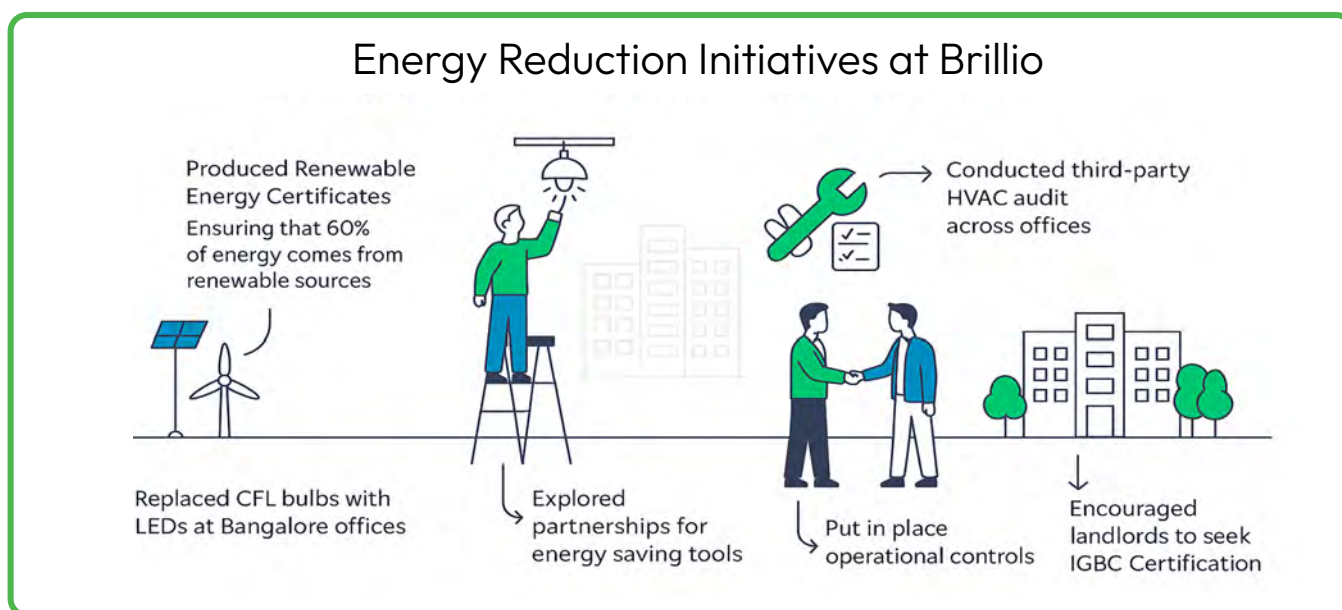 Energy Reduction Initiatives at Brillio
Produced Renewable
Energy Certificates
Ensuring that 60%
of energy comes from
renewable sources
Conducted third-party
HVAC audit
across offices
Replaced CFL bulbs with
LEDs at Bangalore offices
Explored
partnerships for
energy saving tools
Put in place
operational controls
Encouraged
landlords to seek
IGBC Certification